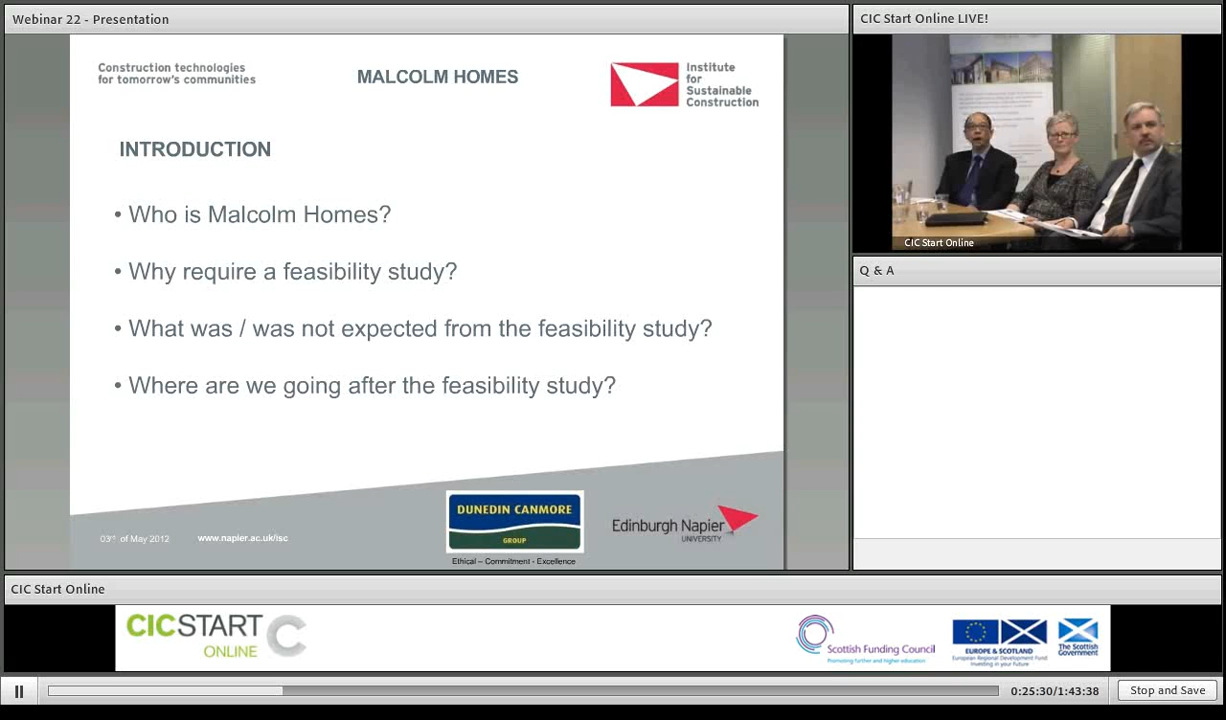 Webinar 22 - Presentation
CIC Start Online LIVE!
Construction technologies
for tomorrow's communities
MALCOLM HOMES
Institute
for
Sustainable
Construction
INTRODUCTION
• Who is Malcolm Homes?
• Why require a feasibility study?
• What was / was not expected from the feasibility study?
• Where are we going after the feasibility study?
CIC Start Online
Q & A
DUNEDIN CANMORE
GROUP
Ethical – Commitment - Excellence
Edinburgh Napier
UNIVERSITY
03rd of May 2012
www.napier.ac.uk/isc
CIC Start Online
CICSTART
ONLINE
Scottish Funding Council
Promoting further and higher education
EUROPE & SCOTLAND
European Regional Development Fund
Investing in your Future
The Scottish
Government
0:25:30/1:43:38
Stop and Save